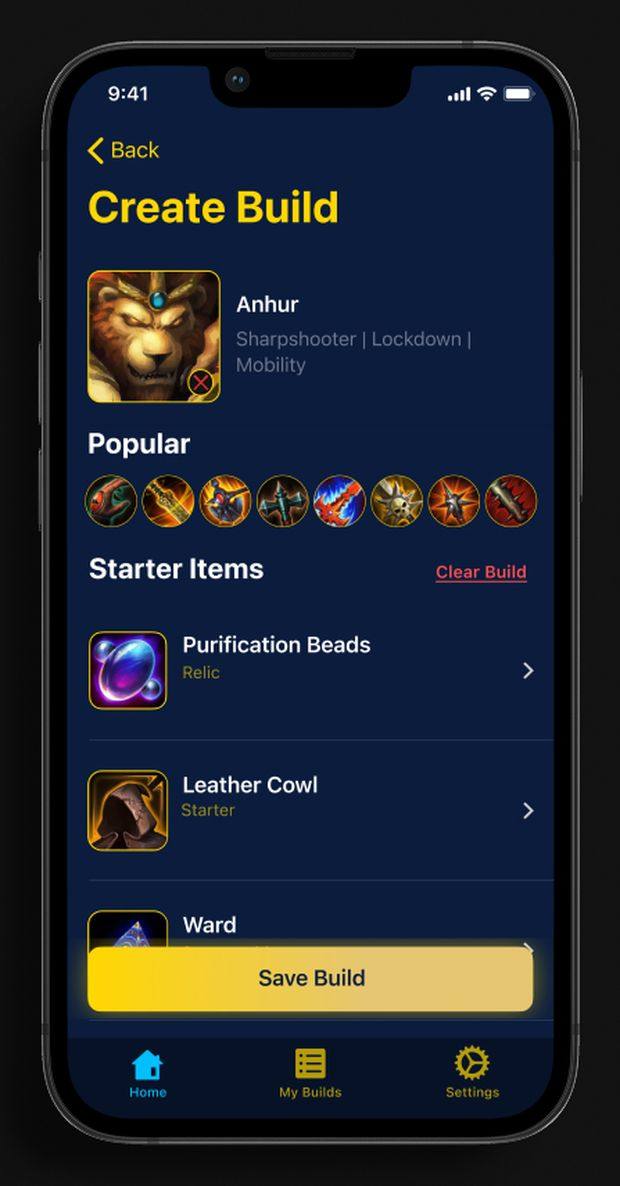 9:41
Back
Create Build
Anhur
Sharpshooter | Lockdown |
Mobility
Popular
Starter Items
Clear Build
Purification Beads
Relic
Leather Cowl
Starter
Ward
Save Build
Home
My Builds
Settings